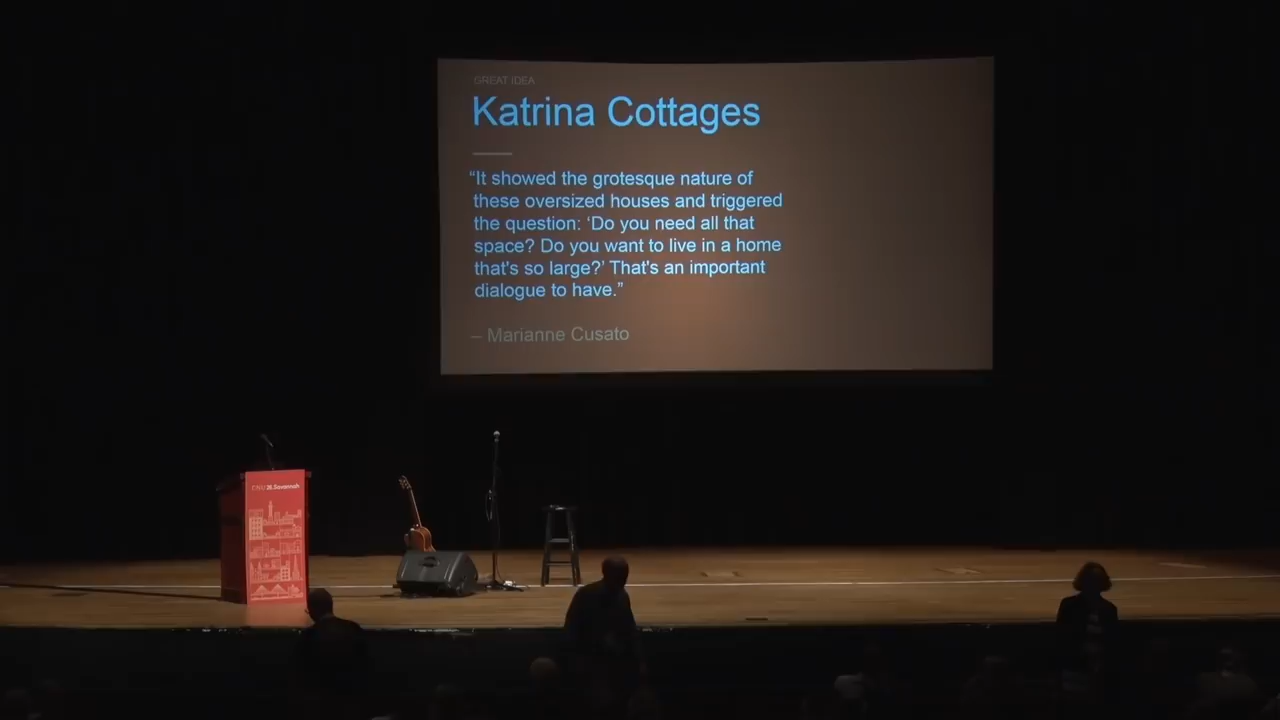 GREAT IDEA
Katrina Cottages
“It showed the grotesque nature of
these oversized houses and triggered
the question: ‘Do you need all that
space? Do you want to live in a home
that's so large?’ That's an important
dialogue to have.”
– Marianne Cusato
26.Savannah